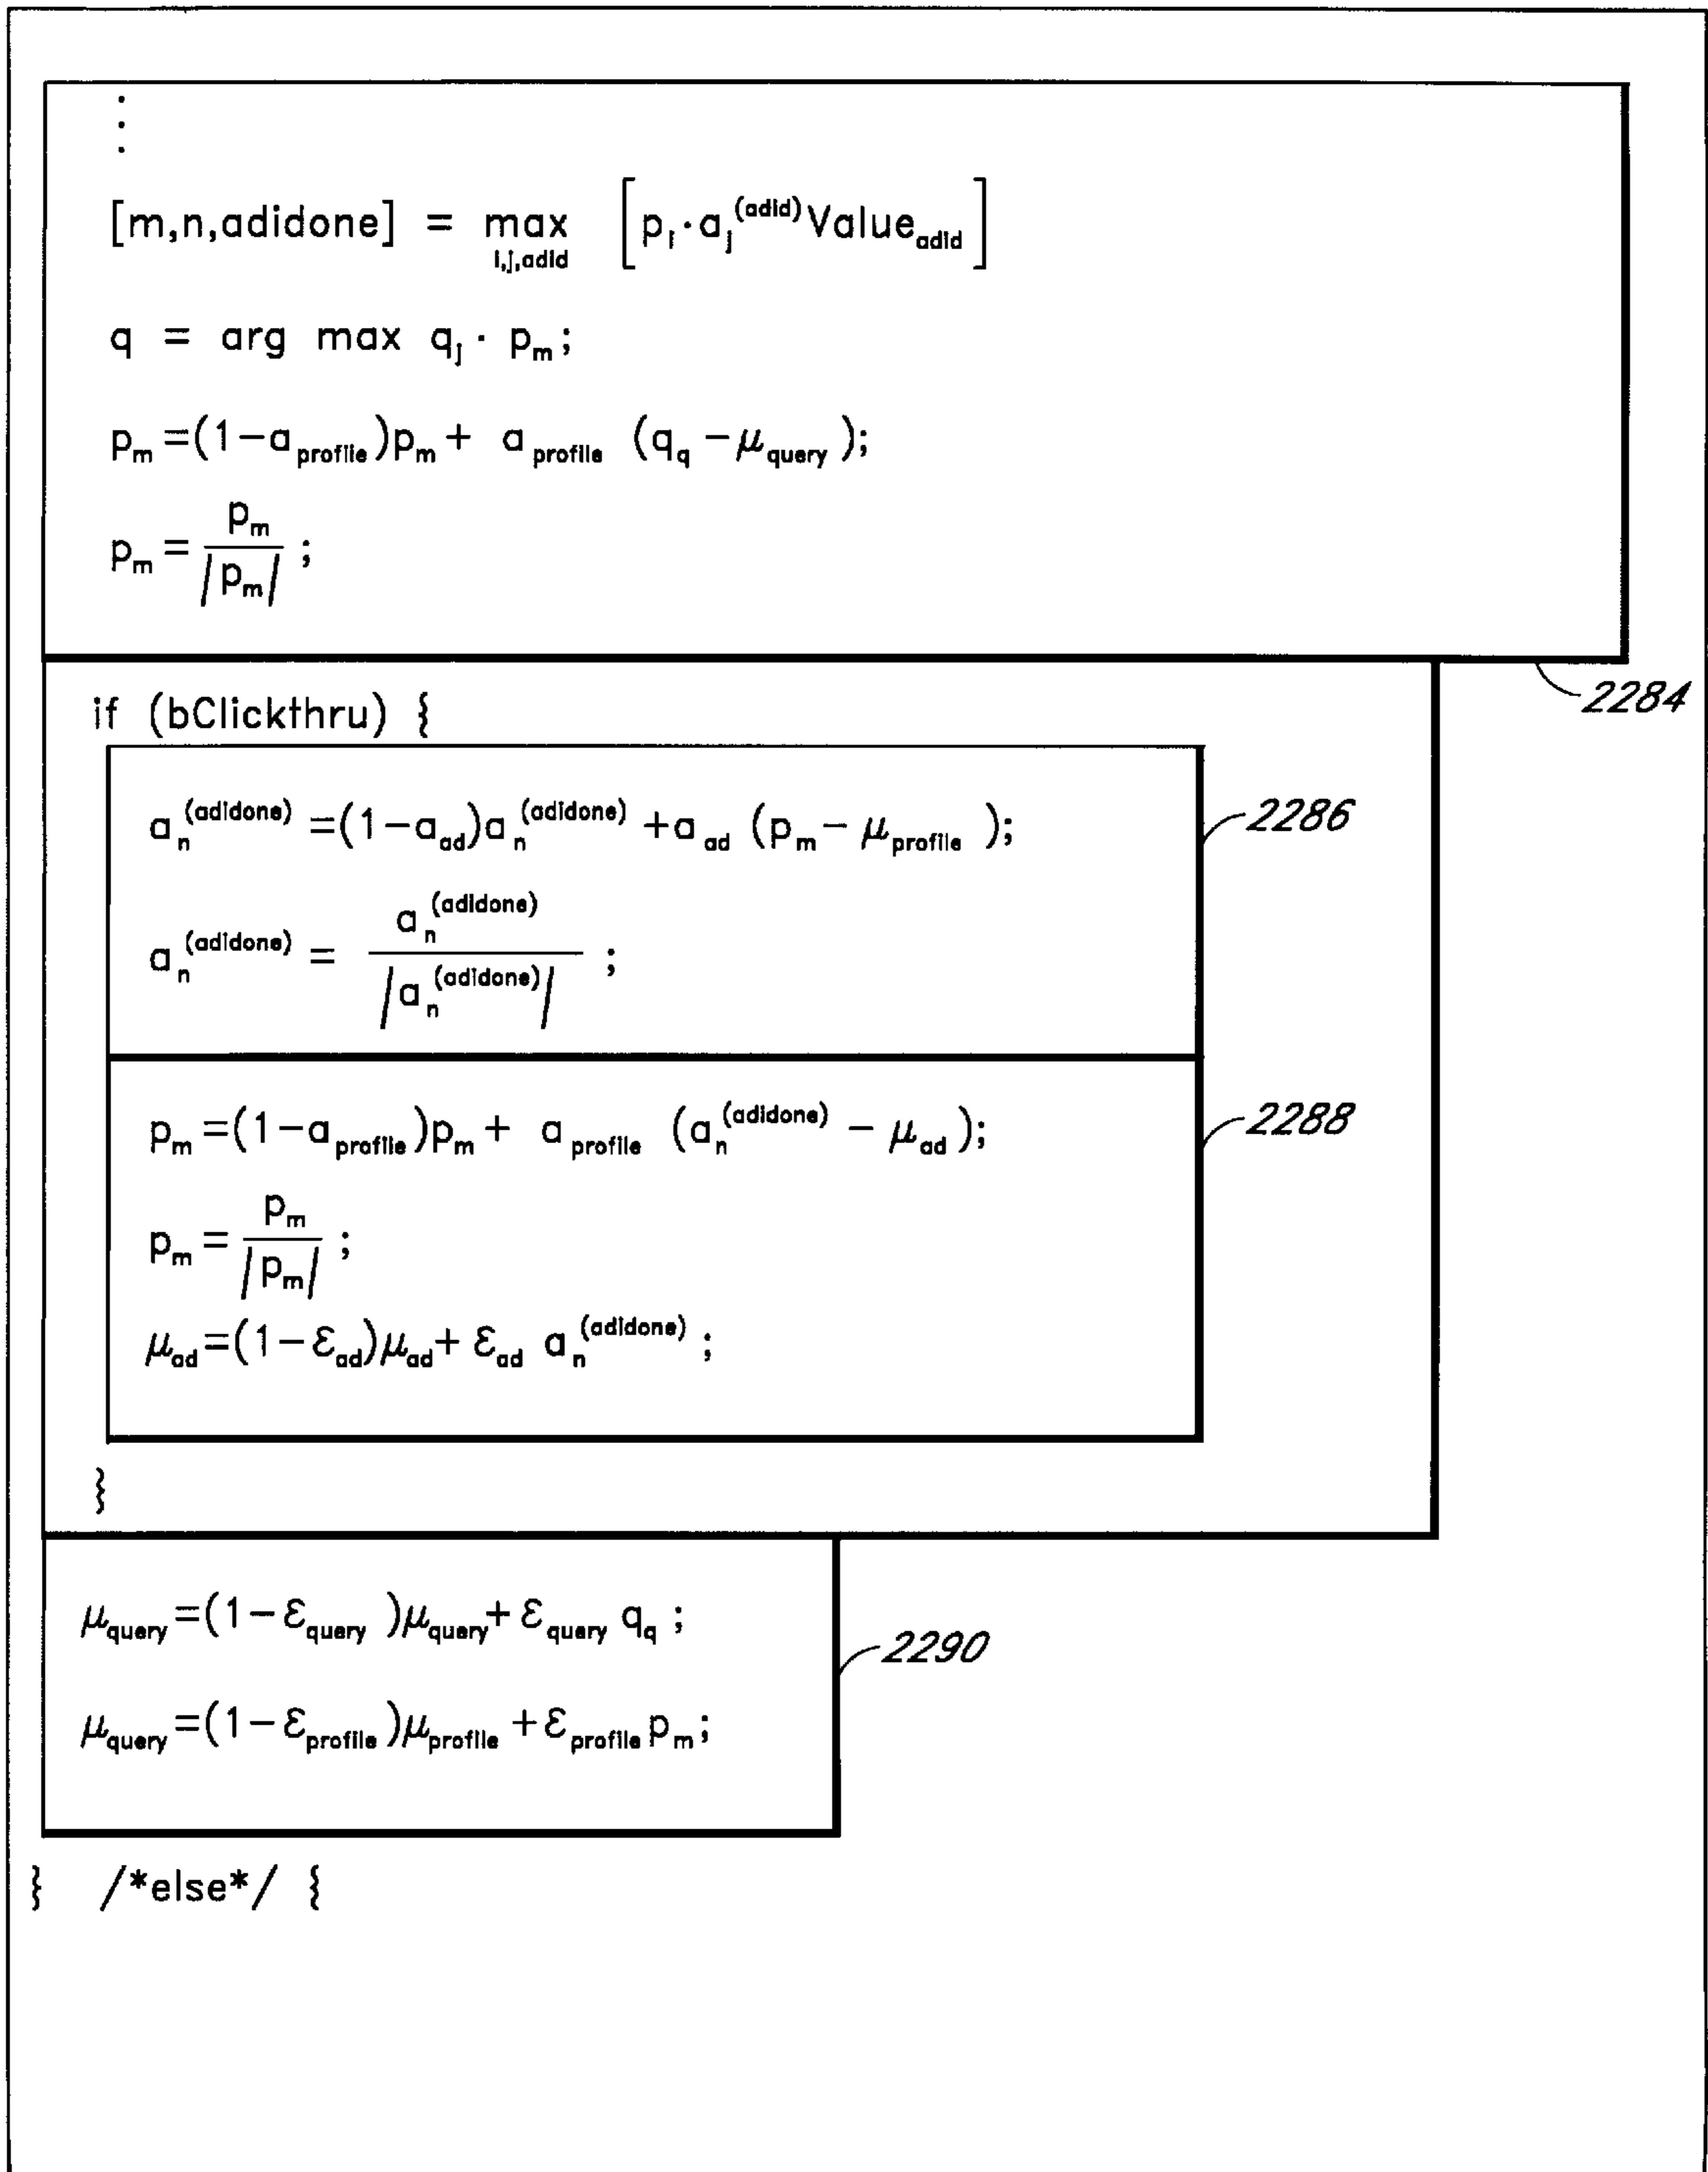 ⋮
[m,n,adidone] = max_{i,j,adid} [p_i · a_j^(adid) Value_adid]
q = arg max q_j · p_m;
p_m = (1 − a_profile) p_m + a_profile (q_q − μ_query);
p_m = p_m / |p_m| ;
2284
if (bClickthru) {
a_n^(adidone) = (1 − a_ad) a_n^(adidone) + a_ad (p_m − μ_profile);
2286
a_n^(adidone) = a_n^(adidone) / |a_n^(adidone)| ;
p_m = (1 − a_profile) p_m + a_profile (a_n^(adidone) − μ_ad);
2288
p_m = p_m / |p_m| ;
μ_ad = (1 − ε_ad) μ_ad + ε_ad a_n^(adidone) ;
}
μ_query = (1 − ε_query) μ_query + ε_query q_q ;
2290
μ_query = (1 − ε_profile) μ_profile + ε_profile p_m;
} /*else*/ {